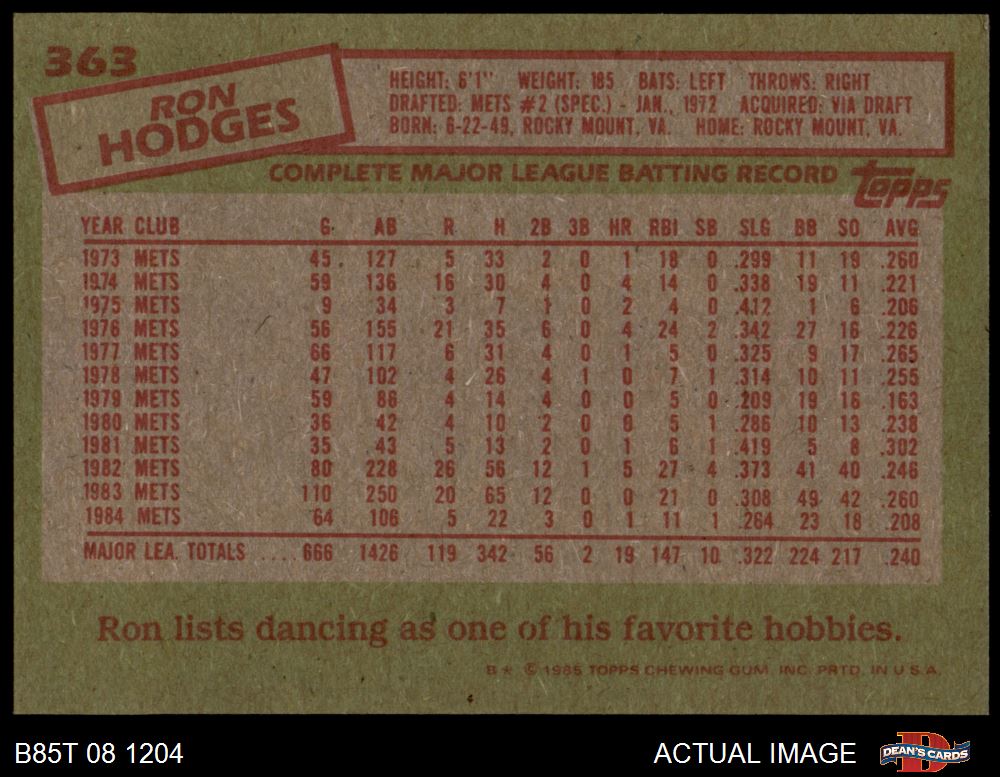 363
RON
HODGES
HEIGHT: 6'1" WEIGHT: 185 BATS: LEFT THROWS: RIGHT
DRAFTED: METS #2 (SPEC.) - JAN., 1972 ACQUIRED: VIA DRAFT
BORN: 6-22-49, ROCKY MOUNT, VA. HOME: ROCKY MOUNT, VA.
COMPLETE MAJOR LEAGUE BATTING RECORD
topps
YEAR CLUB G. AB R H 2B 3B HR RBI SB SLG BB SO AVG
1973 METS 45 127 5 33 2 0 1 18 0 .299 11 19 .260
1974 METS 59 136 16 30 4 0 4 14 0 .338 19 11 .221
1975 METS 9 34 3 7 1 0 2 4 0 .412 1 6 .206
1976 METS 56 155 21 35 6 0 4 24 2 .342 27 16 .226
1977 METS 66 117 6 31 4 0 1 5 0 .325 9 17 .265
1978 METS 47 102 4 26 4 1 0 7 1 .314 10 11 .255
1979 METS 59 86 4 14 4 0 0 5 0 .209 19 16 .163
1980 METS 36 42 4 10 2 0 0 5 1 .286 10 13 .238
1981 METS 35 43 5 13 2 0 1 6 1 .419 5 8 .302
1982 METS 80 228 26 56 12 1 5 27 4 .373 41 40 .246
1983 METS 110 250 20 65 12 0 0 21 0 .308 49 42 .260
1984 METS 64 106 5 22 3 0 1 11 1 .264 23 18 .208
MAJOR LEA. TOTALS .... 666 1426 119 342 56 2 19 147 10 .322 224 217 .240
Ron lists dancing as one of his favorite hobbies.
B* © 1985 TOPPS CHEWING GUM, INC. PRTD. IN U.S.A.
B85T 08 1204
ACTUAL IMAGE
DEAN'S CARDS